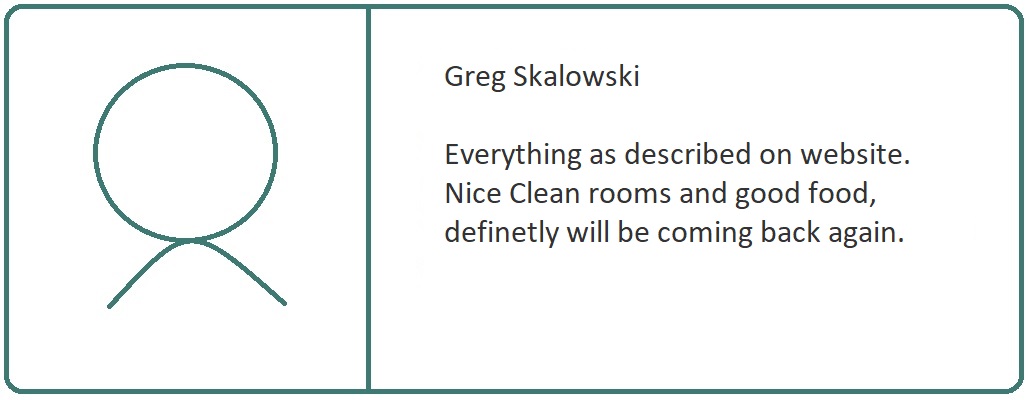 Greg Skalowski
Everything as described on website.
Nice Clean rooms and good food,
definetly will be coming back again.